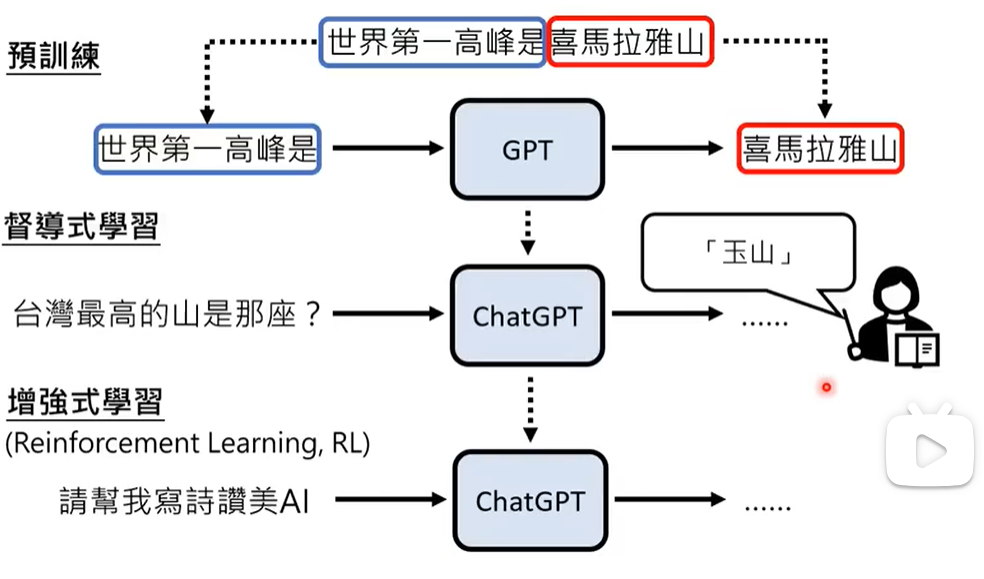 預訓練
世界第一高峰是喜馬拉雅山
世界第一高峰是
GPT
喜馬拉雅山
督導式學習
「玉山」
台灣最高的山是那座？
ChatGPT
......
增強式學習
(Reinforcement Learning, RL)
請幫我寫詩讚美AI
ChatGPT
......